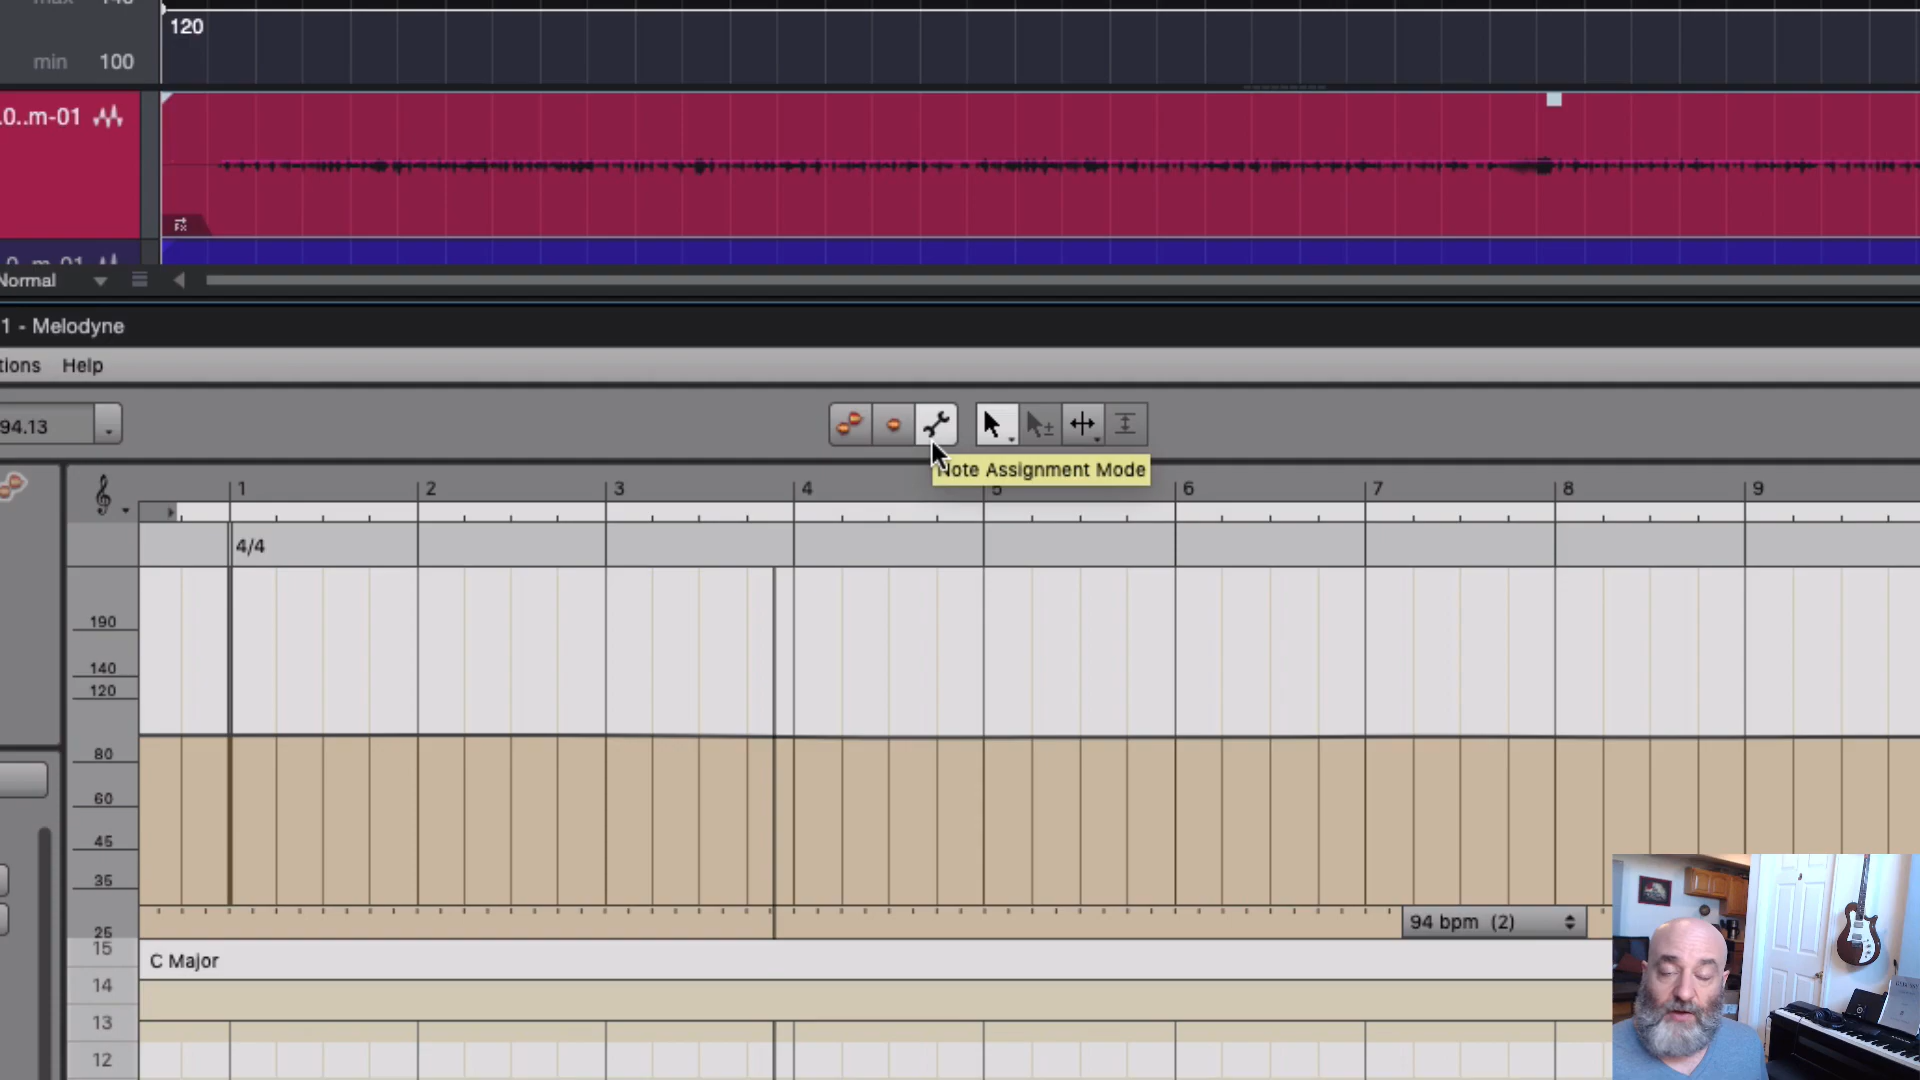 120
min 100
.0..m-01
Normal
1 - Melodyne
tions Help
94.13
Note Assignment Mode
1 2 3 4 5 6 7 8 9
4/4
190
140
120
80
60
45
35
94 bpm (2)
25
15
C Major
14
13
12